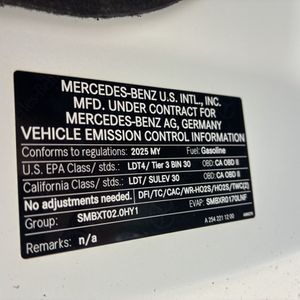 MERCEDES-BENZ U.S. INTL., INC.
MFD. UNDER CONTRACT FOR
MERCEDES-BENZ AG, GERMANY
VEHICLE EMISSION CONTROL INFORMATION
Conforms to regulations: 2025 MY Fuel: Gasoline
U.S. EPA Class/ stds.: LDT4/ Tier 3 BIN 30 OBD: CA OBD II
California Class/ stds.: LDT/ SULEV 30 OBD: CA OBD II
No adjustments needed. DFI/TC/CAC/WR-HO2S/HO2S/TWC(2)
Group: SMBXT02.0HY1 EVAP: SMBXR0170LNF
Remarks: n/a A 254 221 12 00